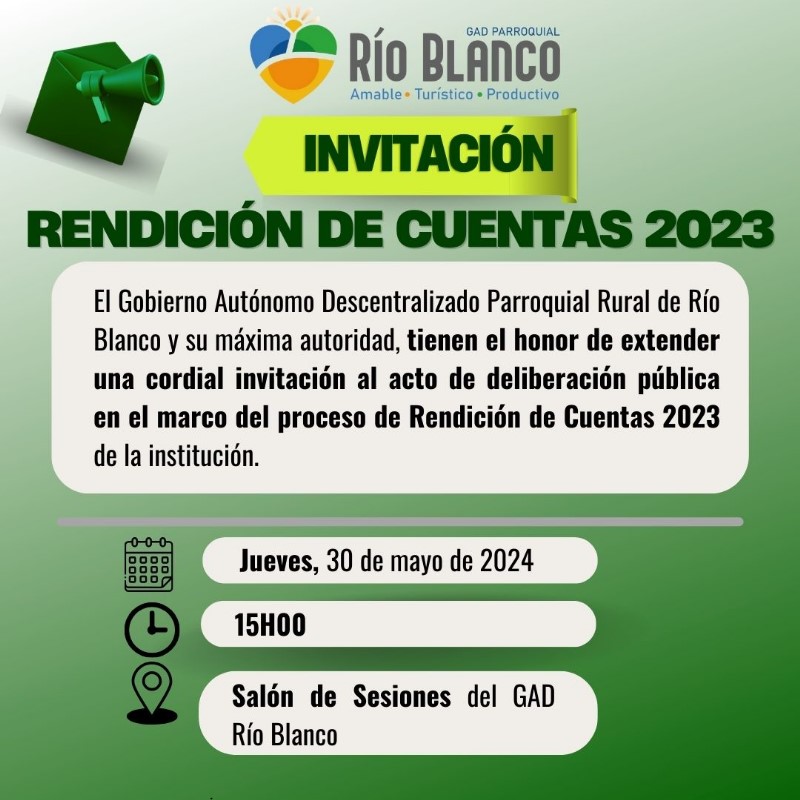 GAD PARROQUIAL
RÍO BLANCO
Amable • Turístico • Productivo
INVITACIÓN
RENDICIÓN DE CUENTAS 2023
El Gobierno Autónomo Descentralizado Parroquial Rural de Río
Blanco y su máxima autoridad, tienen el honor de extender
una cordial invitación al acto de deliberación pública
en el marco del proceso de Rendición de Cuentas 2023
de la institución.
Jueves, 30 de mayo de 2024
15H00
Salón de Sesiones del GAD
Río Blanco